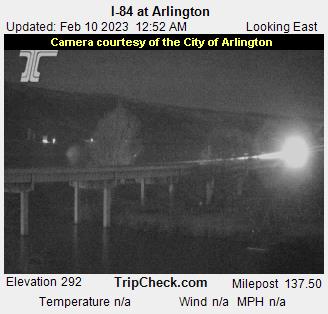 I-84 at Arlington
Updated: Feb 10 2023 12:52 AM Looking East
Camera courtesy of the City of Arlington
Elevation 292 TripCheck.com Milepost 137.50
Temperature n/a Wind n/a MPH n/a